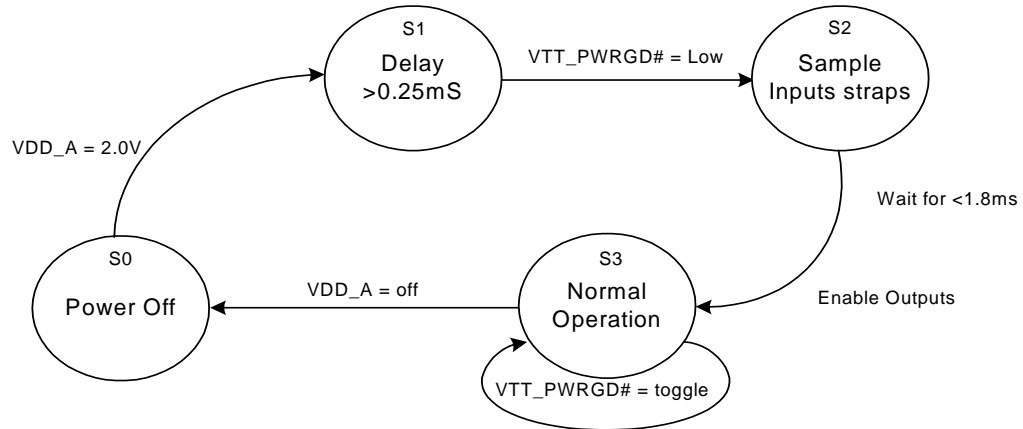 S1
Delay
>0.25mS
VTT_PWRGD# = Low
S2
Sample
Inputs straps
VDD_A = 2.0V
Wait for <1.8ms
S0
Power Off
VDD_A = off
S3
Normal
Operation
Enable Outputs
VTT_PWRGD# = toggle